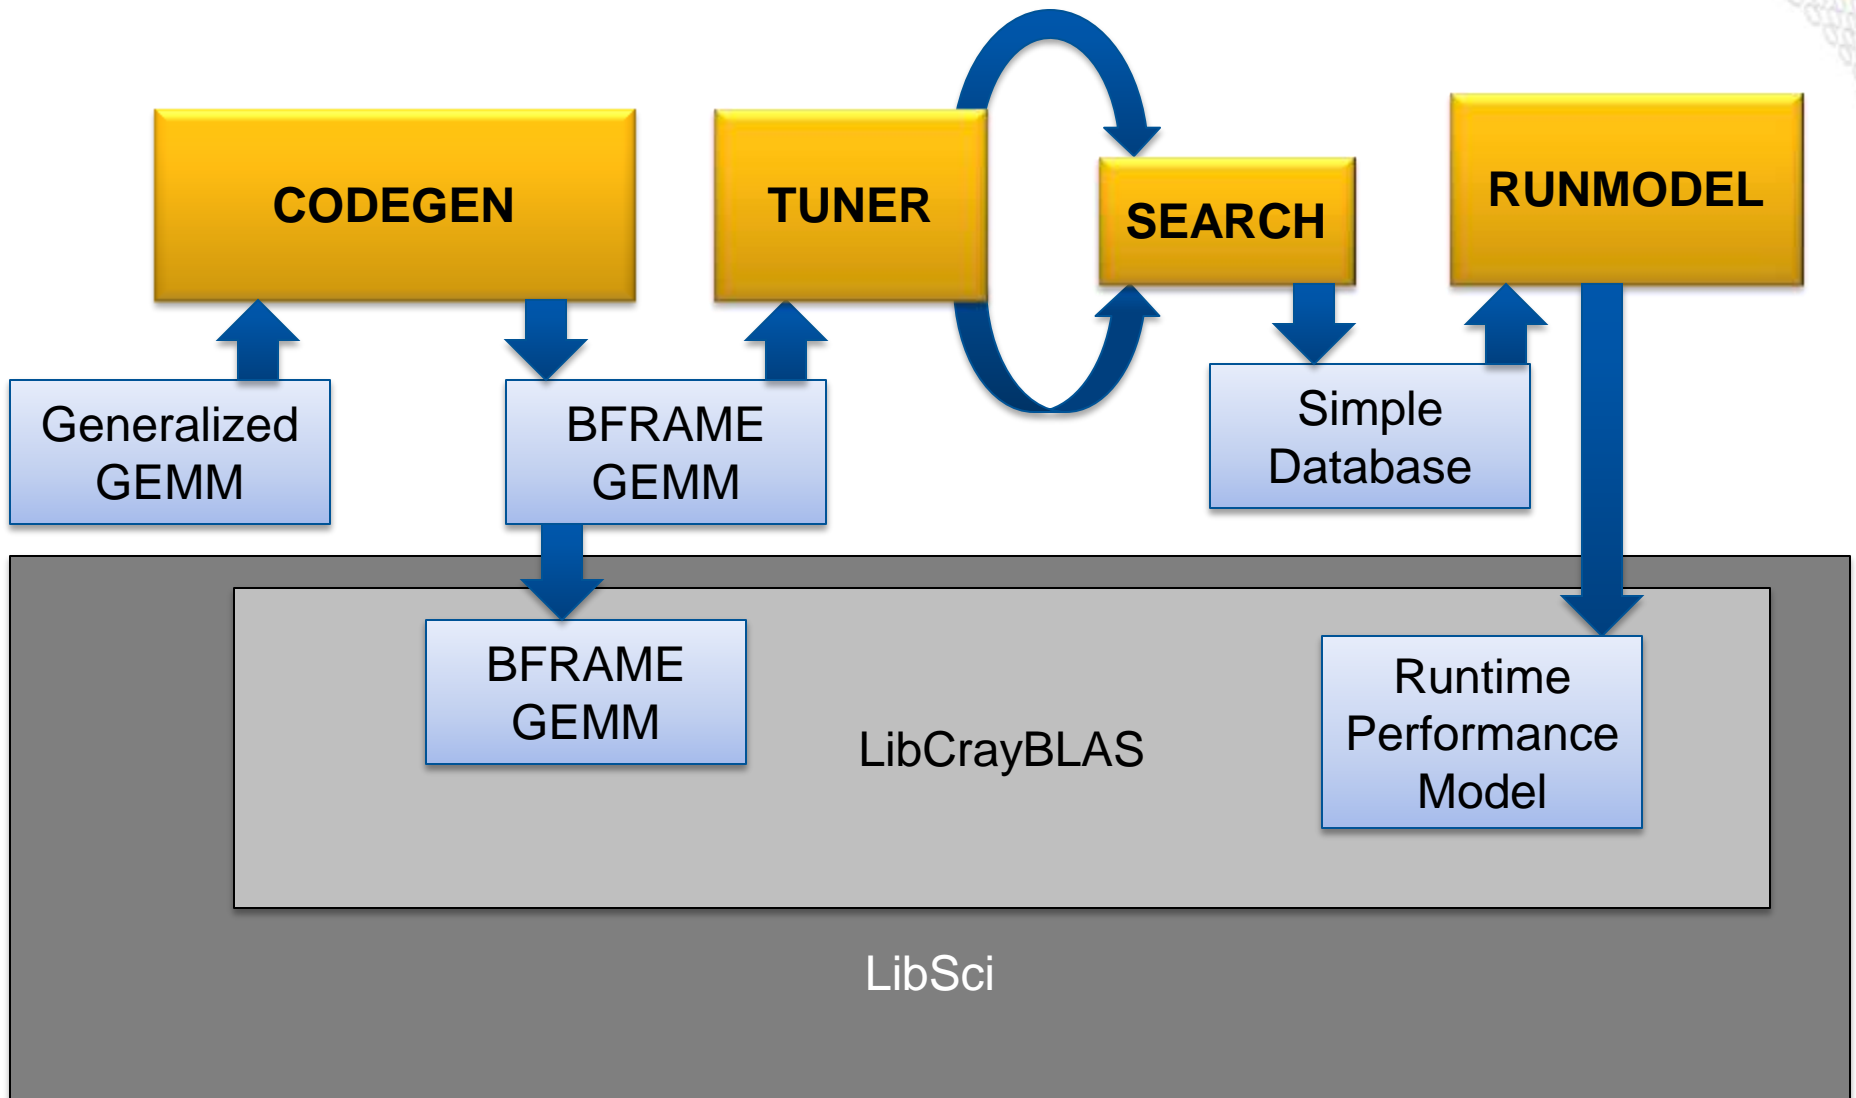 CODEGEN
TUNER
SEARCH
RUNMODEL
Generalized
GEMM
BFRAME
GEMM
Simple
Database
BFRAME
GEMM
LibCrayBLAS
Runtime
Performance
Model
LibSci